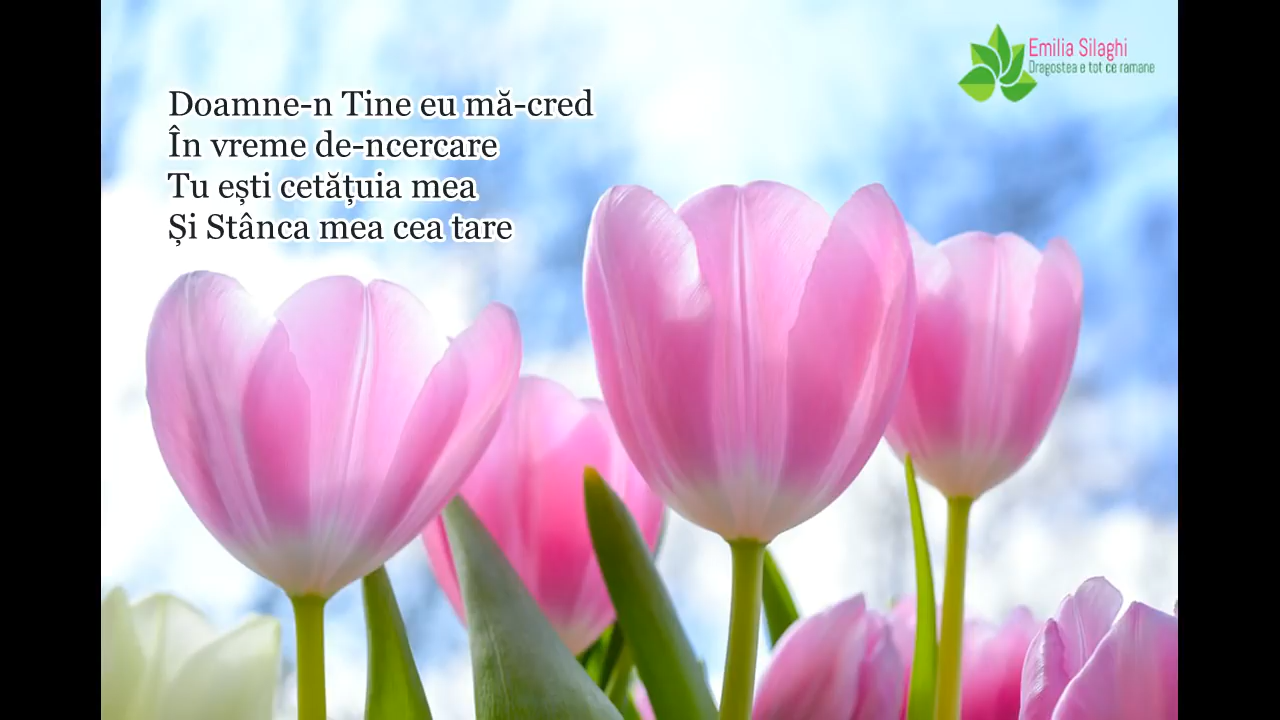 Doamne-n Tine eu mă-cred
În vreme de-ncercare
Tu ești cetățuia mea
Și Stânca mea cea tare
Emilia Silaghi
Dragostea e tot ce ramane